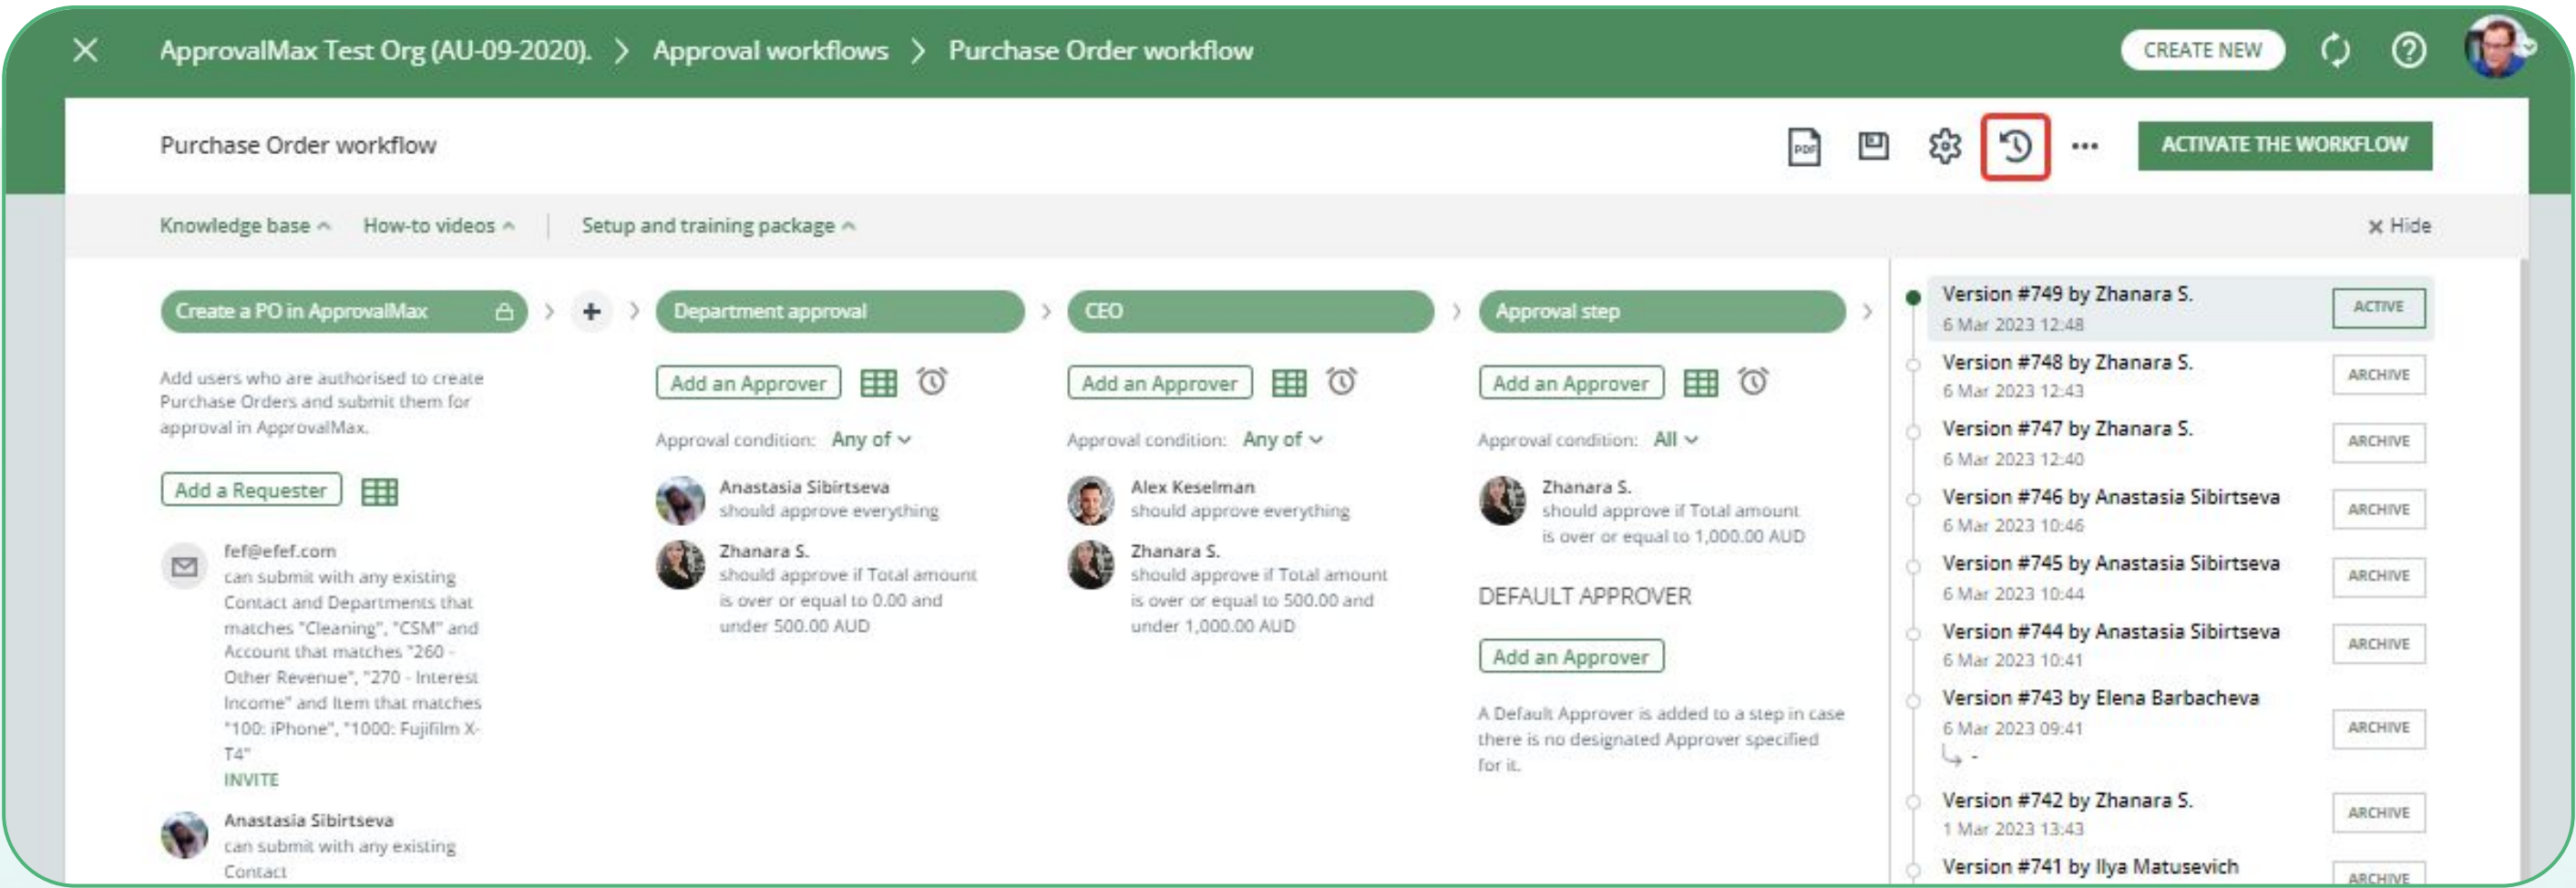 ApprovalMax Test Org (AU-09-2020). > Approval workflows > Purchase Order workflow
CREATE NEW
Purchase Order workflow
PDF
ACTIVATE THE WORKFLOW
Knowledge base
How-to videos
Setup and training package
Hide
Create a PO in ApprovalMax
Add users who are authorised to create
Purchase Orders and submit them for
approval in ApprovalMax.
Add a Requester
fef@efef.com
can submit with any existing
Contact and Departments that
matches "Cleaning", "CSM" and
Account that matches "260 -
Other Revenue", "270 - Interest
Income" and Item that matches
"100: iPhone", "1000: Fujifilm X-
T4"
INVITE
Anastasia Sibirtseva
can submit with any existing
Contact
Department approval
Add an Approver
Approval condition: Any of
Anastasia Sibirtseva
should approve everything
Zhanara S.
should approve if Total amount
is over or equal to 0.00 and
under 500.00 AUD
CEO
Add an Approver
Approval condition: Any of
Alex Keselman
should approve everything
Zhanara S.
should approve if Total amount
is over or equal to 500.00 and
under 1,000.00 AUD
Approval step
Add an Approver
Approval condition: All
Zhanara S.
should approve if Total amount
is over or equal to 1,000.00 AUD
DEFAULT APPROVER
Add an Approver
A Default Approver is added to a step in case
there is no designated Approver specified
for it.
Version #749 by Zhanara S.
6 Mar 2023 12:48
ACTIVE
Version #748 by Zhanara S.
6 Mar 2023 12:43
ARCHIVE
Version #747 by Zhanara S.
6 Mar 2023 12:40
ARCHIVE
Version #746 by Anastasia Sibirtseva
6 Mar 2023 10:46
ARCHIVE
Version #745 by Anastasia Sibirtseva
6 Mar 2023 10:44
ARCHIVE
Version #744 by Anastasia Sibirtseva
6 Mar 2023 10:41
ARCHIVE
Version #743 by Elena Barbacheva
6 Mar 2023 09:41
-
ARCHIVE
Version #742 by Zhanara S.
1 Mar 2023 13:43
ARCHIVE
Version #741 by Ilya Matusevich
ARCHIVE